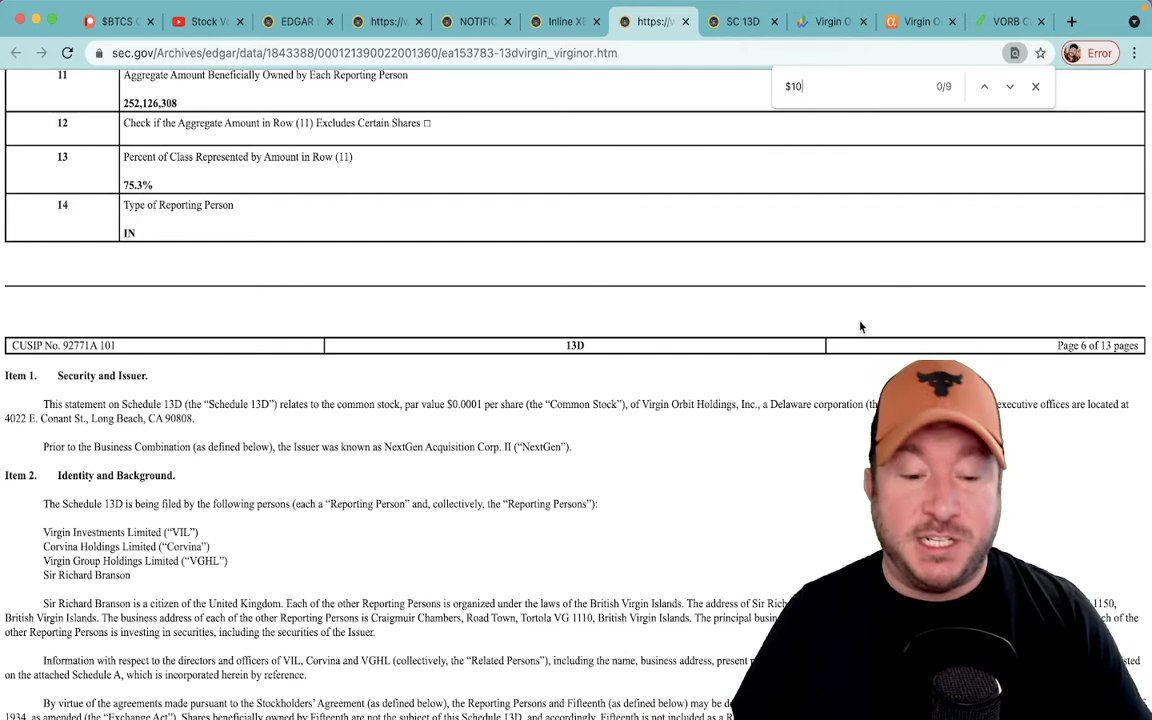 $BTCS
Stock V
EDGAR
https://
NOTIFIC
Inline XE
https://
SC 13D
Virgin O
Virgin O
VORB C
sec.gov/Archives/edgar/data/1843388/000121390022001360/ea153783-13dvirgin_virginor.htm
Error
$10
0/9
11
Aggregate Amount Beneficially Owned by Each Reporting Person
252,126,308
12
Check if the Aggregate Amount in Row (11) Excludes Certain Shares ☐
13
Percent of Class Represented by Amount in Row (11)
75.3%
14
Type of Reporting Person
IN
CUSIP No. 92771A 101
13D
Page 6 of 13 pages
Item 1. Security and Issuer.
This statement on Schedule 13D (the “Schedule 13D”) relates to the common stock, par value $0.0001 per share (the “Common Stock”), of Virgin Orbit Holdings, Inc., a Delaware corporation (the executive offices are located at
4022 E. Conant St., Long Beach, CA 90808.
Prior to the Business Combination (as defined below), the Issuer was known as NextGen Acquisition Corp. II (“NextGen”).
Item 2. Identity and Background.
The Schedule 13D is being filed by the following persons (each a “Reporting Person” and, collectively, the “Reporting Persons”):
Virgin Investments Limited (“VIL”)
Corvina Holdings Limited (“Corvina”)
Virgin Group Holdings Limited (“VGHL”)
Sir Richard Branson
Sir Richard Branson is a citizen of the United Kingdom. Each of the other Reporting Persons is organized under the laws of the British Virgin Islands. The address of Sir Rich 1150,
British Virgin Islands. The business address of each of the other Reporting Persons is Craigmuir Chambers, Road Town, Tortola VG 1110, British Virgin Islands. The principal busin ch of the
other Reporting Persons is investing in securities, including the securities of the Issuer.
Information with respect to the directors and officers of VIL, Corvina and VGHL (collectively, the “Related Persons”), including the name, business address, present sted
on the attached Schedule A, which is incorporated herein by reference.
By virtue of the agreements made pursuant to the Stockholders’ Agreement (as defined below), the Reporting Persons and Fifteenth (as defined below) may be d Act of
1934, as amended (the “Exchange Act”). Shares beneficially owned by Fifteenth are not the subject of this Schedule 13D, and accordingly, Fifteenth is not included as a R